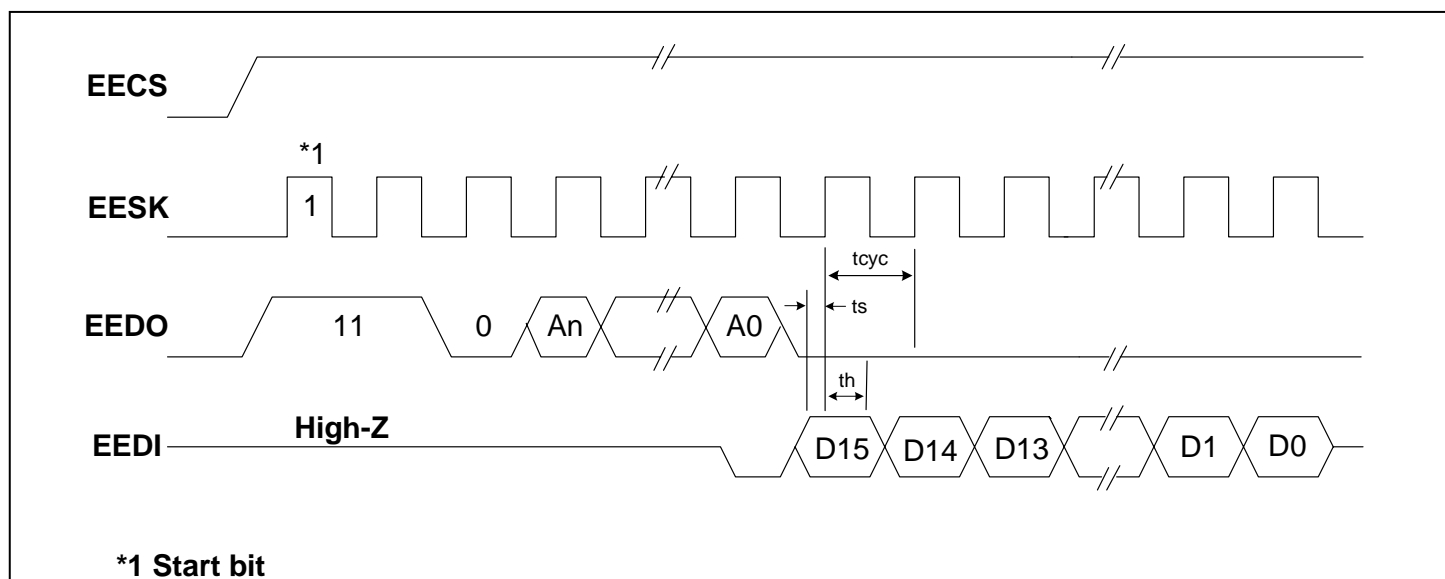 EECS
*1
EESK 1
tcyc
ts
EEDO 11 0 An A0
th
High-Z
EEDI D15 D14 D13 D1 D0
*1 Start bit